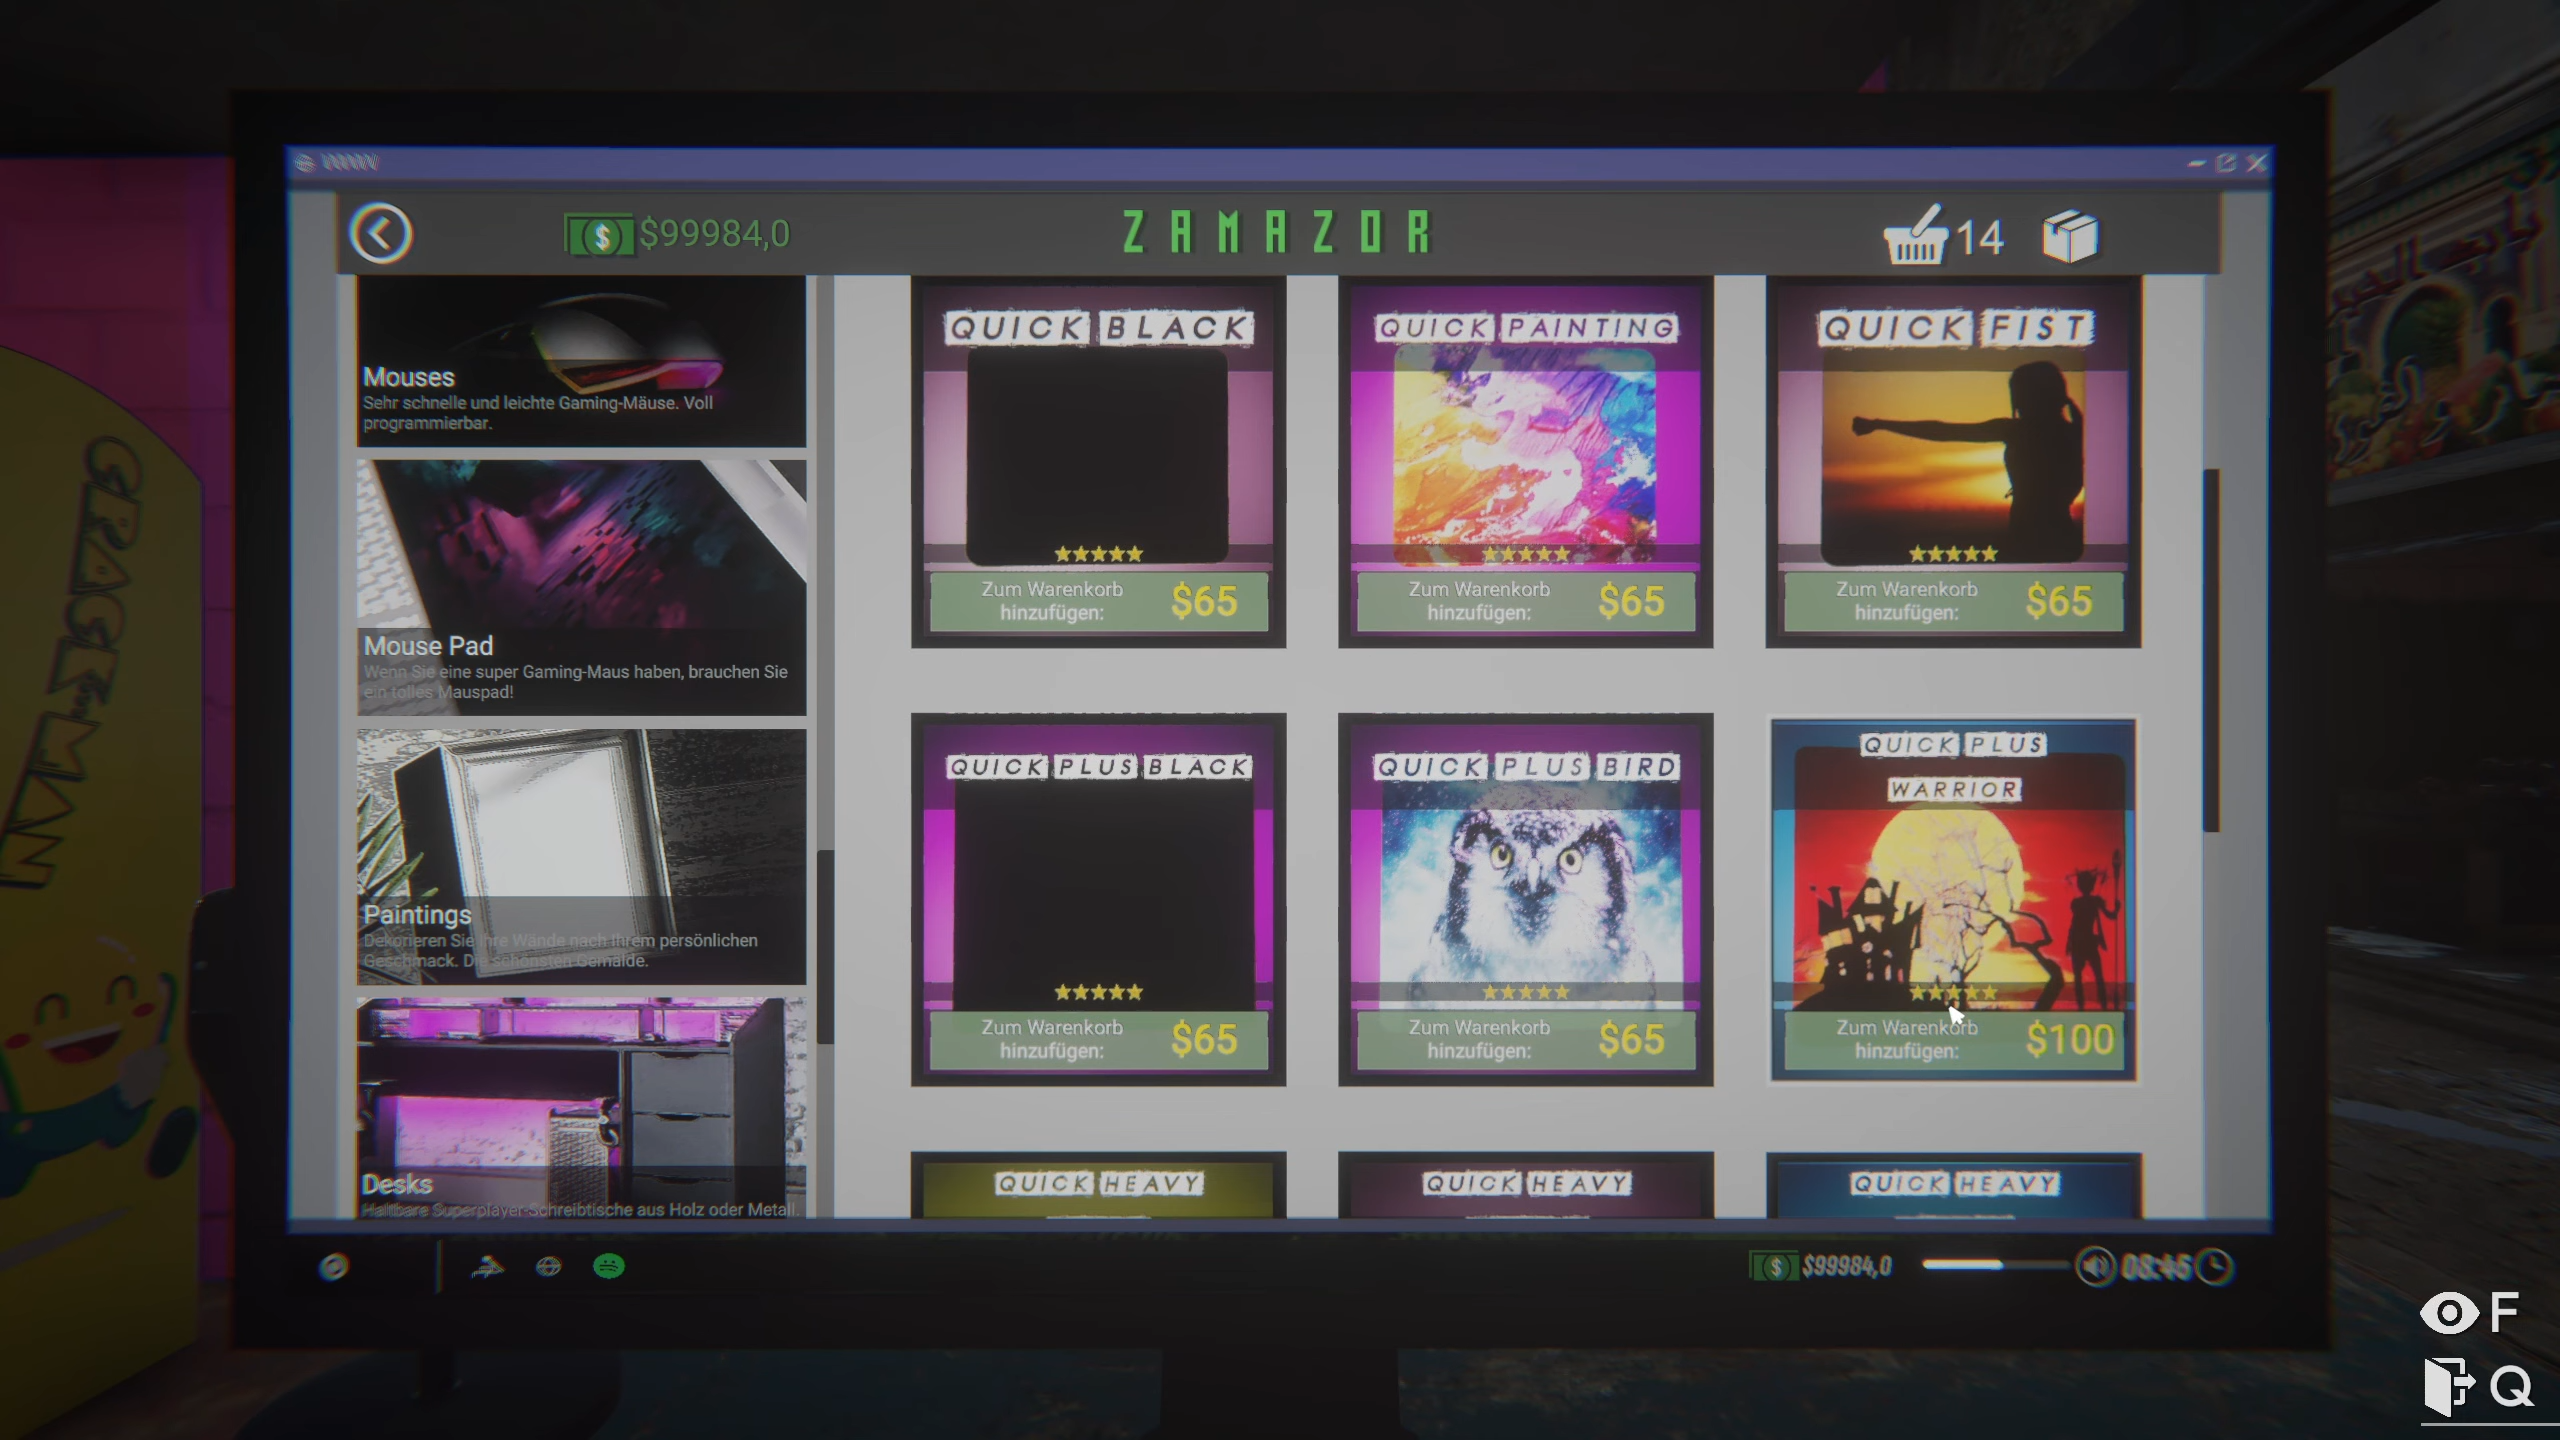 WWW
$99984,0
ZAMAZOR
14
Mouses
Sehr schnelle und leichte Gaming-Mäuse. Voll
programmierbar.
Mouse Pad
Wenn Sie eine super Gaming-Maus haben, brauchen Sie
ein tolles Mauspad!
Paintings
Dekorieren Sie Ihre Wände nach Ihrem persönlichen
Geschmack. Die schönsten Gemälde.
Desks
Haltbare Superplayer-Schreibtische aus Holz oder Metall.
QUICK BLACK
Zum Warenkorb
hinzufügen:
$65
QUICK PAINTING
Zum Warenkorb
hinzufügen:
$65
QUICK FIST
Zum Warenkorb
hinzufügen:
$65
QUICK PLUS BLACK
Zum Warenkorb
hinzufügen:
$65
QUICK PLUS BIRD
Zum Warenkorb
hinzufügen:
$65
QUICK PLUS
WARRIOR
Zum Warenkorb
hinzufügen:
$100
QUICK HEAVY
QUICK HEAVY
QUICK HEAVY
$99984,0
08:45
F
Q